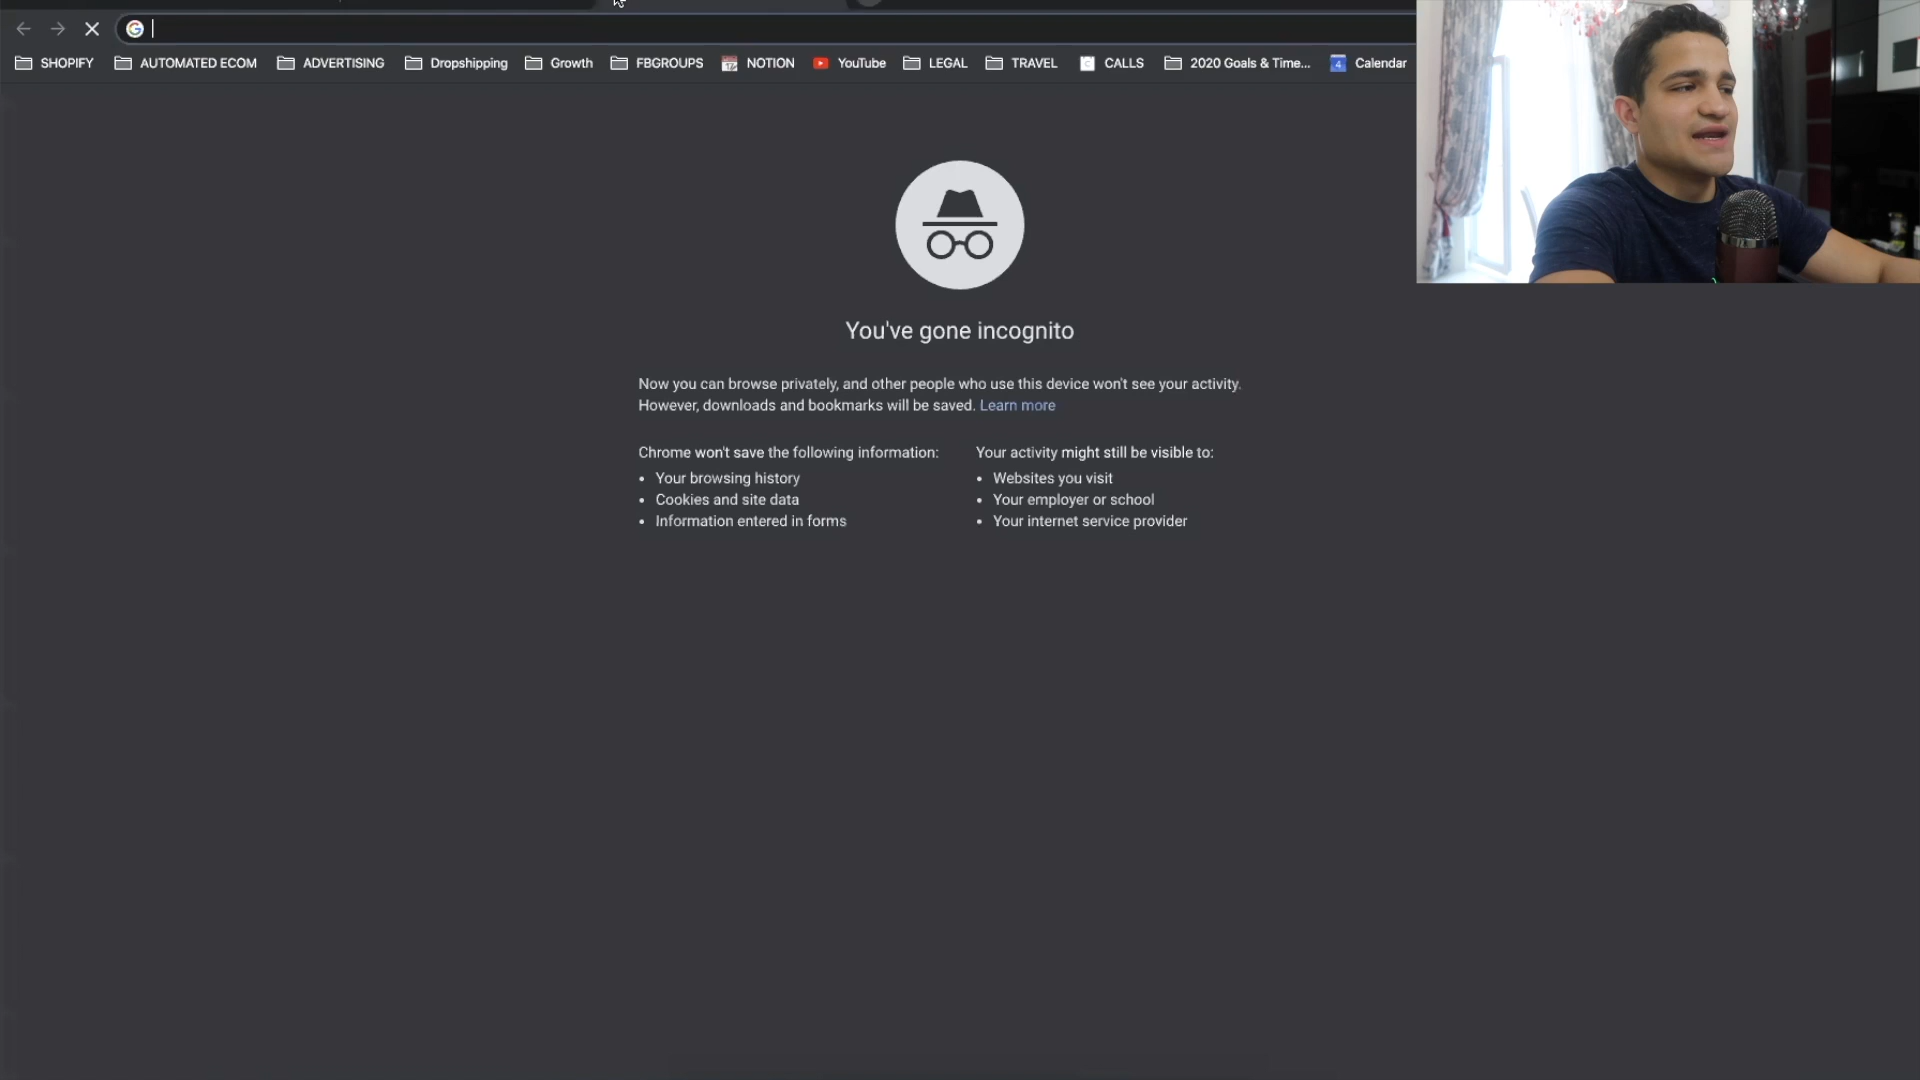 SHOPIFY AUTOMATED ECOM ADVERTISING Dropshipping Growth FBGROUPS NOTION YouTube LEGAL TRAVEL CALLS 2020 Goals & Time... Calendar
You've gone incognito
Now you can browse privately, and other people who use this device won't see your activity.
However, downloads and bookmarks will be saved. Learn more
Chrome won't save the following information:
• Your browsing history
• Cookies and site data
• Information entered in forms
Your activity might still be visible to:
• Websites you visit
• Your employer or school
• Your internet service provider